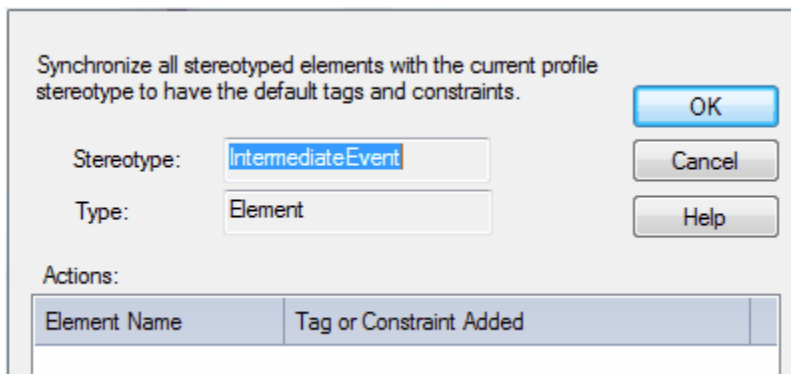 Synchronize all stereotyped elements with the current profile
stereotype to have the default tags and constraints.
OK
Stereotype: IntermediateEvent
Cancel
Type: Element
Help
Actions:
Element Name Tag or Constraint Added